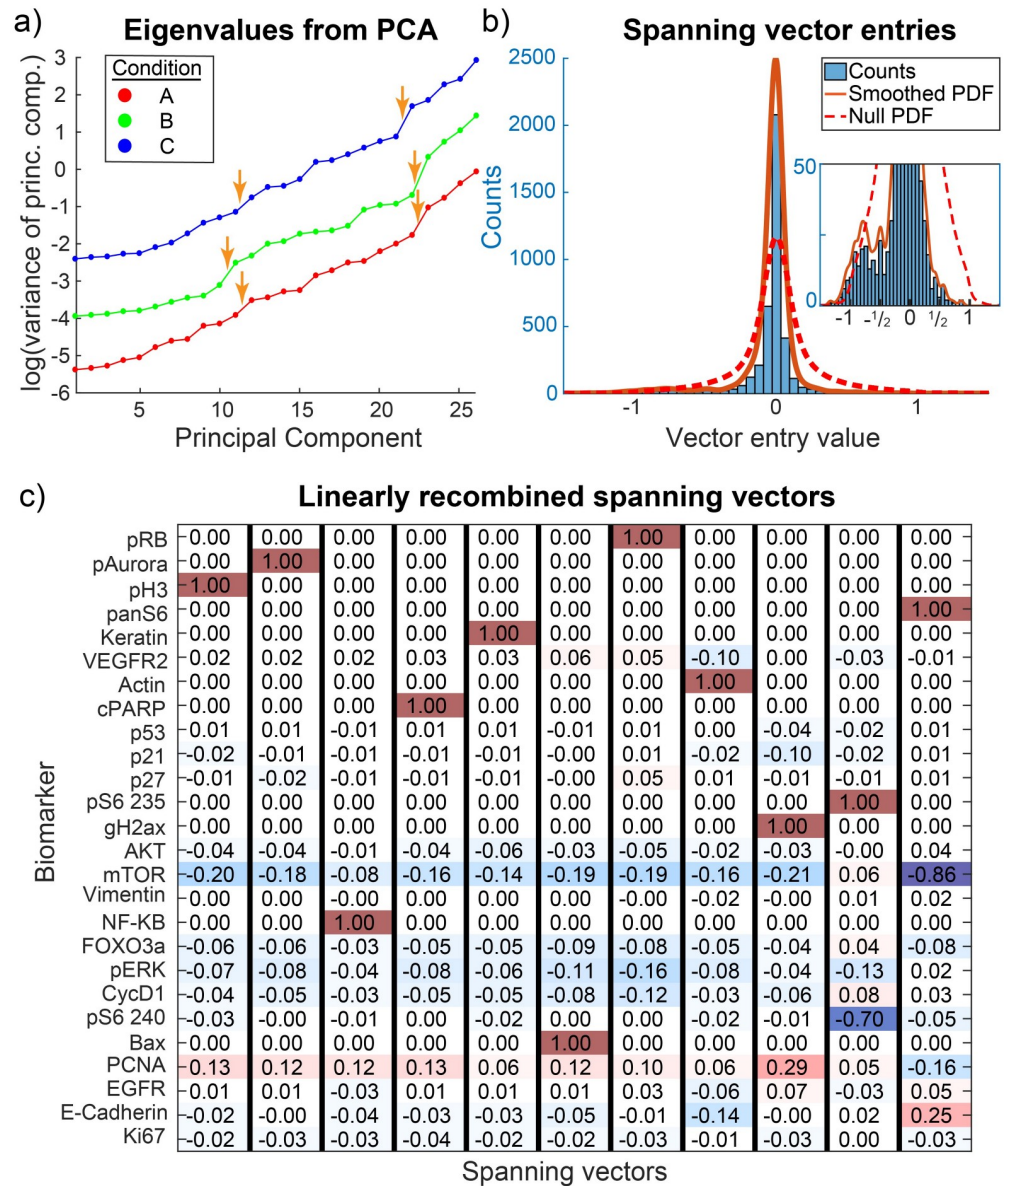 a) Eigenvalues from PCA
Condition
A
B
C
3
2
1
0
-1
-2
-3
-4
-5
-6
log(variance of princ. comp.)
5 10 15 20 25
Principal Component
b) Spanning vector entries
2500
2000
1500
1000
500
0
Counts
Counts
Smoothed PDF
Null PDF
50
0
-1 -1/2 0 1/2 1
-1 0 1
Vector entry value
c) Linearly recombined spanning vectors
Biomarker
pRB 0.00 0.00 0.00 0.00 0.00 0.00 1.00 0.00 0.00 0.00 0.00
pAurora 0.00 1.00 0.00 0.00 0.00 0.00 0.00 0.00 0.00 0.00 0.00
pH3 1.00 0.00 0.00 0.00 0.00 0.00 0.00 0.00 0.00 0.00 0.00
panS6 0.00 0.00 0.00 0.00 0.00 0.00 0.00 0.00 0.00 0.00 1.00
Keratin 0.00 0.00 0.00 0.00 1.00 0.00 0.00 0.00 0.00 0.00 0.00
VEGFR2 0.02 0.02 0.02 0.03 0.03 0.06 0.05 -0.10 0.00 -0.03 -0.01
Actin 0.00 0.00 0.00 0.00 0.00 0.00 0.00 1.00 0.00 0.00 0.00
cPARP 0.00 0.00 0.00 1.00 0.00 0.00 0.00 0.00 0.00 0.00 0.00
p53 0.01 0.01 -0.01 0.01 0.01 -0.01 0.01 0.00 -0.04 -0.02 0.01
p21 -0.02 -0.01 -0.01 -0.01 -0.01 -0.00 0.01 -0.02 -0.10 -0.02 0.01
p27 -0.01 -0.02 -0.01 -0.01 -0.01 -0.00 0.05 0.01 -0.01 -0.01 0.01
pS6 235 0.00 0.00 0.00 0.00 0.00 0.00 0.00 0.00 0.00 1.00 0.00
gH2ax 0.00 0.00 0.00 0.00 0.00 0.00 0.00 0.00 1.00 0.00 0.00
AKT -0.04 -0.04 -0.01 -0.04 -0.06 -0.03 -0.05 -0.02 -0.03 -0.00 0.04
mTOR -0.20 -0.18 -0.08 -0.16 -0.14 -0.19 -0.19 -0.16 -0.21 0.06 -0.86
Vimentin 0.00 0.00 -0.00 0.00 0.00 0.00 -0.00 -0.02 0.00 0.01 0.02
NF-KB 0.00 0.00 1.00 0.00 0.00 0.00 0.00 0.00 0.00 0.00 0.00
FOXO3a -0.06 -0.06 -0.03 -0.05 -0.05 -0.09 -0.08 -0.05 -0.04 0.04 -0.08
pERK -0.07 -0.08 -0.04 -0.08 -0.06 -0.11 -0.16 -0.08 -0.04 -0.13 0.02
CycD1 -0.04 -0.05 -0.03 -0.05 -0.05 -0.08 -0.12 -0.03 -0.06 0.08 0.03
pS6 240 -0.03 -0.00 -0.01 0.00 -0.02 0.00 0.00 -0.02 -0.01 -0.70 -0.05
Bax 0.00 0.00 0.00 0.00 0.00 1.00 0.00 0.00 0.00 0.00 0.00
PCNA 0.13 0.12 0.12 0.13 0.06 0.12 0.10 0.06 0.29 0.05 -0.16
EGFR 0.01 0.01 -0.03 0.01 0.01 0.01 0.03 -0.06 0.07 -0.03 0.05
E-Cadherin -0.02 -0.00 -0.04 -0.03 -0.03 -0.05 -0.01 -0.14 -0.00 0.02 0.25
Ki67 -0.02 -0.03 -0.03 -0.04 -0.02 -0.02 -0.03 -0.01 -0.03 0.00 -0.03
Spanning vectors